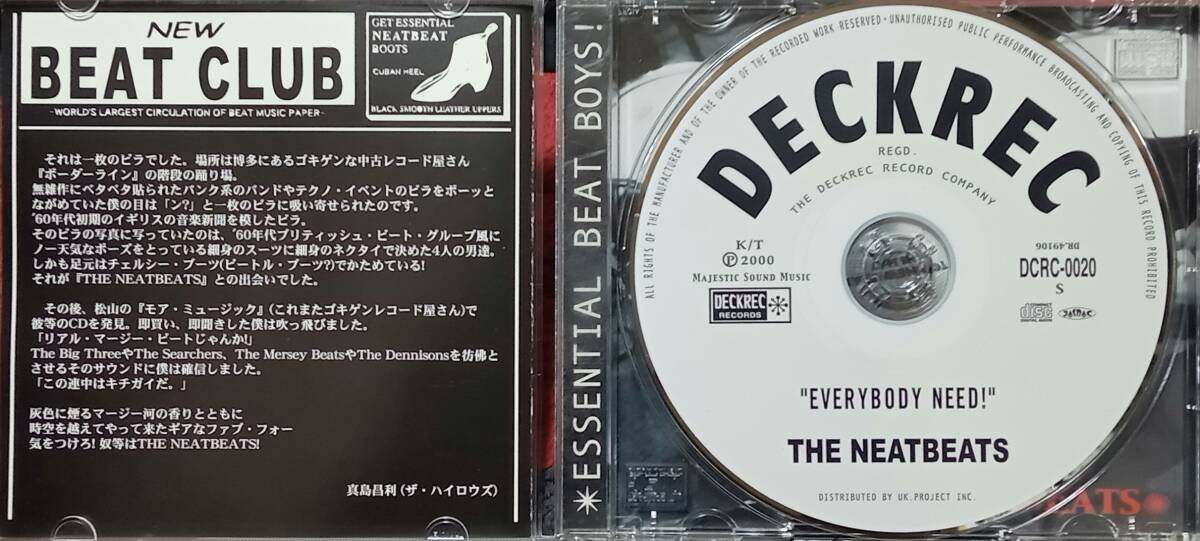 NEW
BEAT CLUB
-WORLD'S LARGEST CIRCULATION OF BEAT MUSIC PAPER-
GET ESSENTIAL
NEATBEAT
BOOTS
CUBAN HEEL
BLACK SMOOTH LEATHER UPPERS
それは一枚のビラでした。場所は博多にあるゴキゲンな中古レコード屋さん
『ボーダーライン』の階段の踊り場。
無雑作にベタベタ貼られたパンク系のバンドやテクノ・イベントのビラをボーッと
ながめていた僕の目は「ン?」と一枚のビラに吸い寄せられたのです。
'60年代初期のイギリスの音楽新聞を模したビラ。
そのビラの写真に写っていたのは、'60年代ブリティッシュ・ビート・グループ風に
ノー天気なポーズをとっている細身のスーツに細身のネクタイで決めた4人の男達。
しかも足元はチェルシー・ブーツ(ビートル・ブーツ?)でかためている!
それが『THE NEATBEATS』との出会いでした。
その後、松山の『モア・ミュージック』(これまたゴキゲンレコード屋さん)で
彼等のCDを発見。即買い、即聞きした僕は吹っ飛びました。
「リアル・マージー・ビートじゃんか!」
The Big ThreeやThe Searchers、The Mersey BeatsやThe Dennisonsを彷彿と
させるそのサウンドに僕は確信しました。
「この連中はキチガイだ。」
灰色に煙るマージー河の香りとともに
時空を越えてやって来たギアなファブ・フォー
気をつけろ! 奴等はTHE NEATBEATS!
真島昌利(ザ・ハイロウズ)
✳ESSENTIAL BEAT BOYS!
ALL RIGHTS OF THE MANUFACTURER AND OF THE OWNER OF THE RECORDED WORK RESERVED・UNAUTHORISED PUBLIC PERFORMANCE BROADCASTING AND COPYING OF THIS RECORD PROHIBITED
DECKREC
REGD.
THE DECKREC RECORD COMPANY
K/T
Ⓟ2000
MAJESTIC SOUND MUSIC
DECKREC
RECORDS
DR.49106
DCRC-0020
S
COMPACT
disc
DIGITAL AUDIO
JASRAC
"EVERYBODY NEED!"
THE NEATBEATS
DISTRIBUTED BY UK.PROJECT INC.
EATS